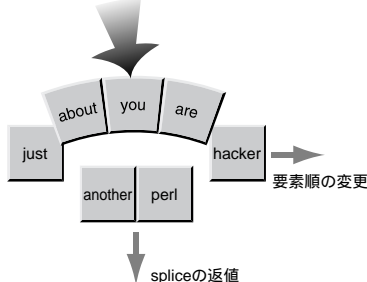 about you are
just hacker
要素順の変更
another perl
spliceの返値